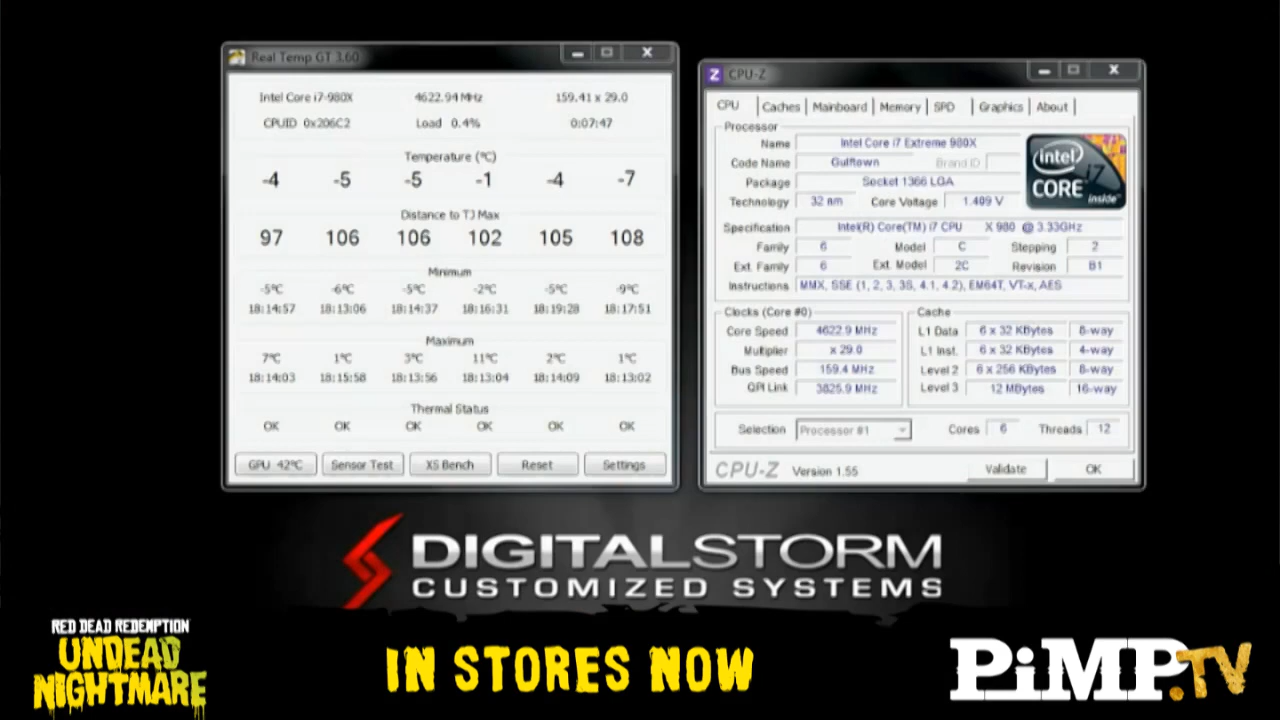 Real Temp GT 3.60
Intel Core i7-980X 4622.94 MHz 159.41 x 29.0
CPUID 0x206C2 Load 0.4% 0:07:47
Temperature (°C)
-4 -5 -5 -1 -4 -7
Distance to TJ Max
97 106 106 102 105 108
Minimum
-5°C -6°C -5°C -2°C -5°C -9°C
18:14:57 18:13:06 18:14:37 18:16:31 18:19:28 18:17:51
Maximum
7°C 1°C 3°C 11°C 2°C 1°C
18:14:03 18:15:58 18:13:56 18:13:04 18:14:09 18:13:02
Thermal Status
OK OK OK OK OK OK
GPU 42°C Sensor Test XS Bench Reset Settings
Z CPU-Z
CPU Caches Mainboard Memory SPD Graphics About
Processor
Name Intel Core i7 Extreme 980X
Code Name Gulftown Brand ID
Package Socket 1366 LGA
Technology 32 nm Core Voltage 1.409 V
intel i7
CORE inside
Specification Intel(R) Core(TM) i7 CPU X 980 @ 3.33GHz
Family 6 Model C Stepping 2
Ext. Family 6 Ext. Model 2C Revision B1
Instructions MMX, SSE (1, 2, 3, 3S, 4.1, 4.2), EM64T, VT-x, AES
Clocks (Core #0)
Core Speed 4622.9 MHz
Multiplier x 29.0
Bus Speed 159.4 MHz
QPI Link 3825.9 MHz
Cache
L1 Data 6 x 32 KBytes 8-way
L1 Inst. 6 x 32 KBytes 4-way
Level 2 6 x 256 KBytes 8-way
Level 3 12 MBytes 16-way
Selection Processor #1 Cores 6 Threads 12
CPU-Z Version 1.55 Validate OK
DIGITALSTORM
CUSTOMIZED SYSTEMS
RED DEAD REDEMPTION
UNDEAD
NIGHTMARE
IN STORES NOW
PiMP.TV